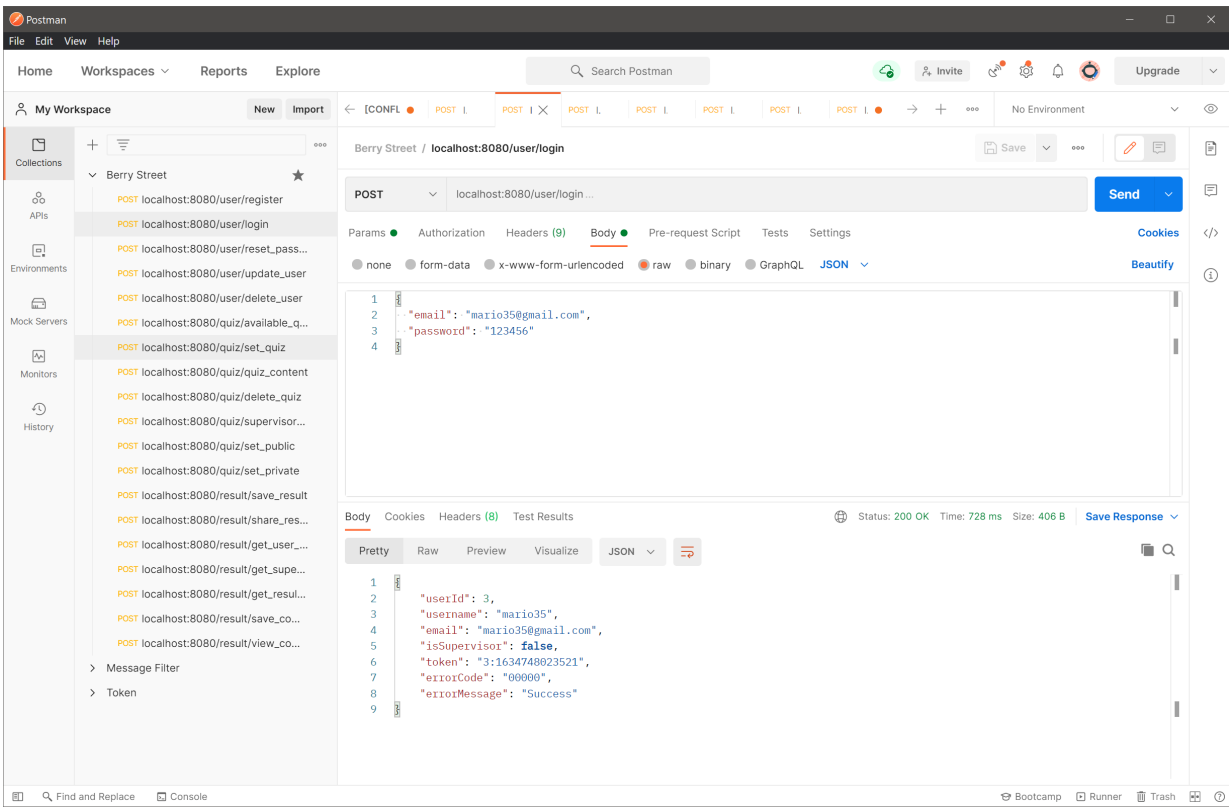 Postman
File Edit View Help
Home Workspaces Reports Explore Search Postman Invite Upgrade
My Workspace New Import [CONFL POST POST POST POST POST POST POST No Environment
Collections
APIs
Environments
Mock Servers
Monitors
History
Berry Street
POST localhost:8080/user/register
POST localhost:8080/user/login
POST localhost:8080/user/reset_pass...
POST localhost:8080/user/update_user
POST localhost:8080/user/delete_user
POST localhost:8080/quiz/available_q...
POST localhost:8080/quiz/set_quiz
POST localhost:8080/quiz/quiz_content
POST localhost:8080/quiz/delete_quiz
POST localhost:8080/quiz/supervisor...
POST localhost:8080/quiz/set_public
POST localhost:8080/quiz/set_private
POST localhost:8080/result/save_result
POST localhost:8080/result/share_res...
POST localhost:8080/result/get_user_...
POST localhost:8080/result/get_supe...
POST localhost:8080/result/get_resul...
POST localhost:8080/result/save_co...
POST localhost:8080/result/view_co...
Message Filter
Token
Berry Street / localhost:8080/user/login Save
POST localhost:8080/user/login... Send
Params Authorization Headers (9) Body Pre-request Script Tests Settings Cookies
none form-data x-www-form-urlencoded raw binary GraphQL JSON Beautify
1 {
2 "email": "mario35@gmail.com",
3 "password": "123456"
4 }
Body Cookies Headers (8) Test Results Status: 200 OK Time: 728 ms Size: 406 B Save Response
Pretty Raw Preview Visualize JSON
1 {
2 "userId": 3,
3 "username": "mario35",
4 "email": "mario35@gmail.com",
5 "isSupervisor": false,
6 "token": "3:1634748023521",
7 "errorCode": "00000",
8 "errorMessage": "Success"
9 }
Find and Replace Console Bootcamp Runner Trash